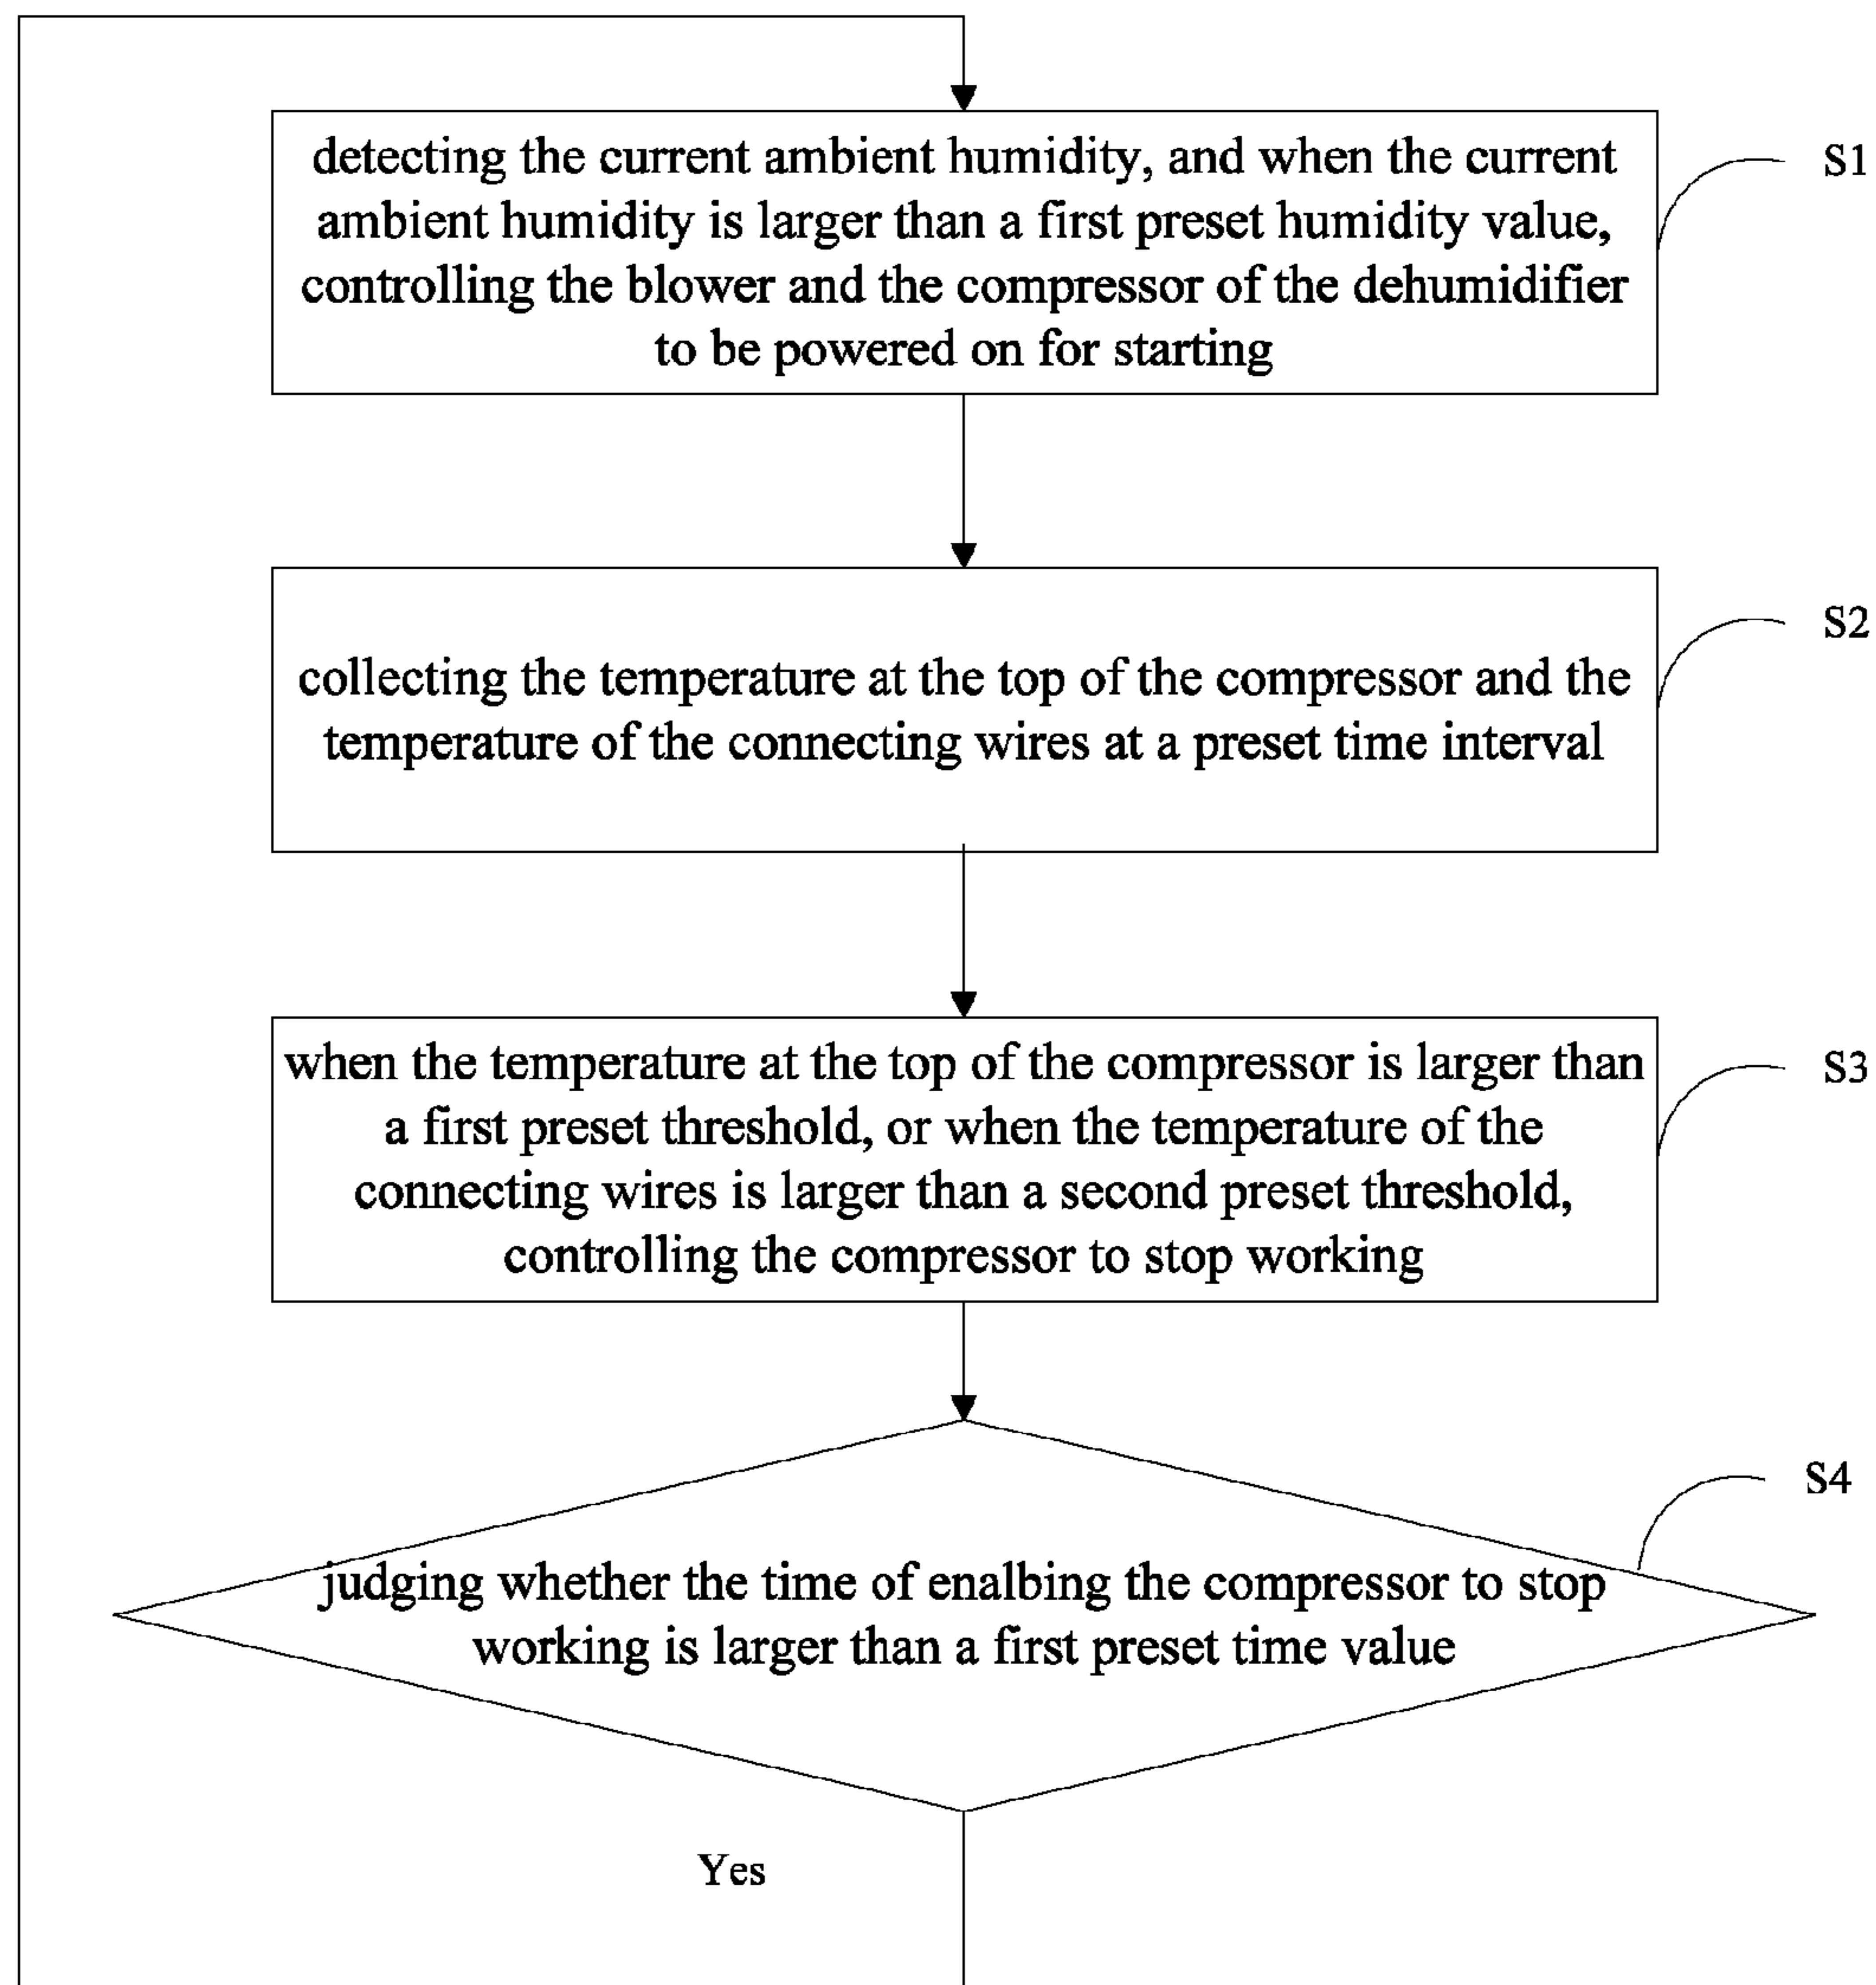 detecting the current ambient humidity, and when the current
ambient humidity is larger than a first preset humidity value,
controlling the blower and the compressor of the dehumidifier
to be powered on for starting
S1
collecting the temperature at the top of the compressor and the
temperature of the connecting wires at a preset time interval
S2
when the temperature at the top of the compressor is larger than
a first preset threshold, or when the temperature of the
connecting wires is larger than a second preset threshold,
controlling the compressor to stop working
S3
judging whether the time of enalbing the compressor to stop
working is larger than a first preset time value
S4
Yes